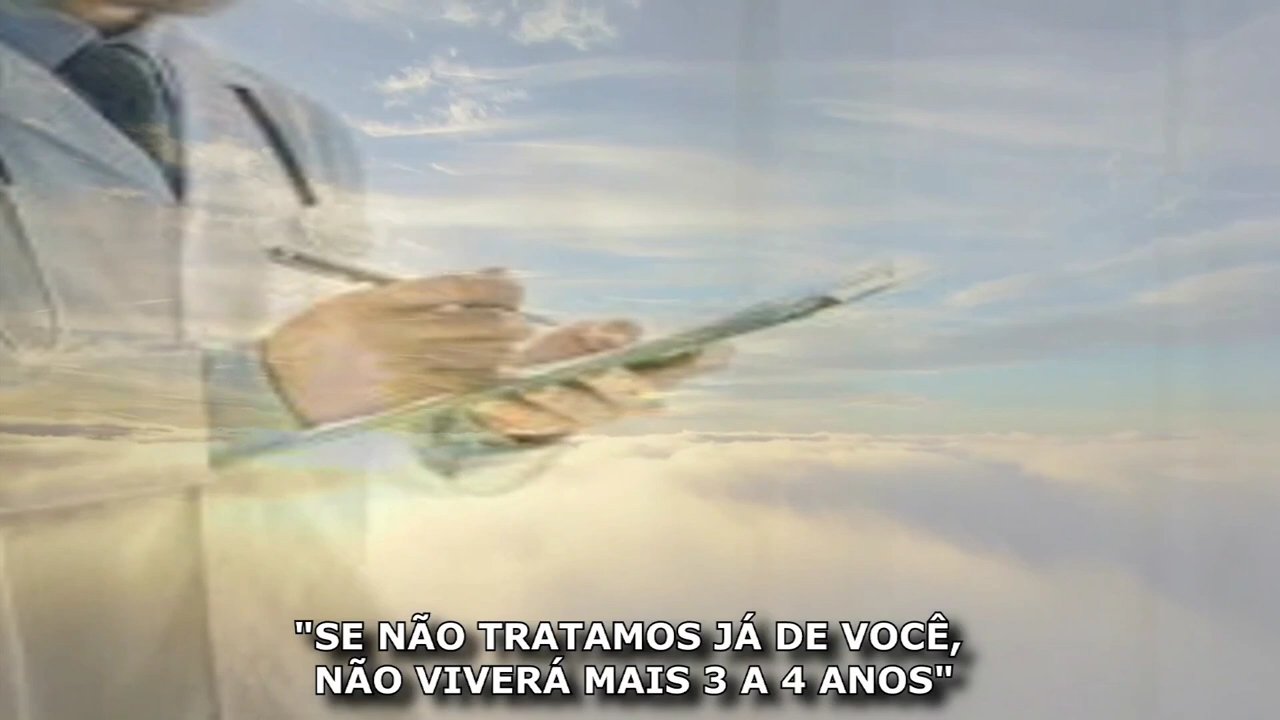 "SE NÃO TRATAMOS JÁ DE VOCÊ,
NÃO VIVERÁ MAIS 3 A 4 ANOS"